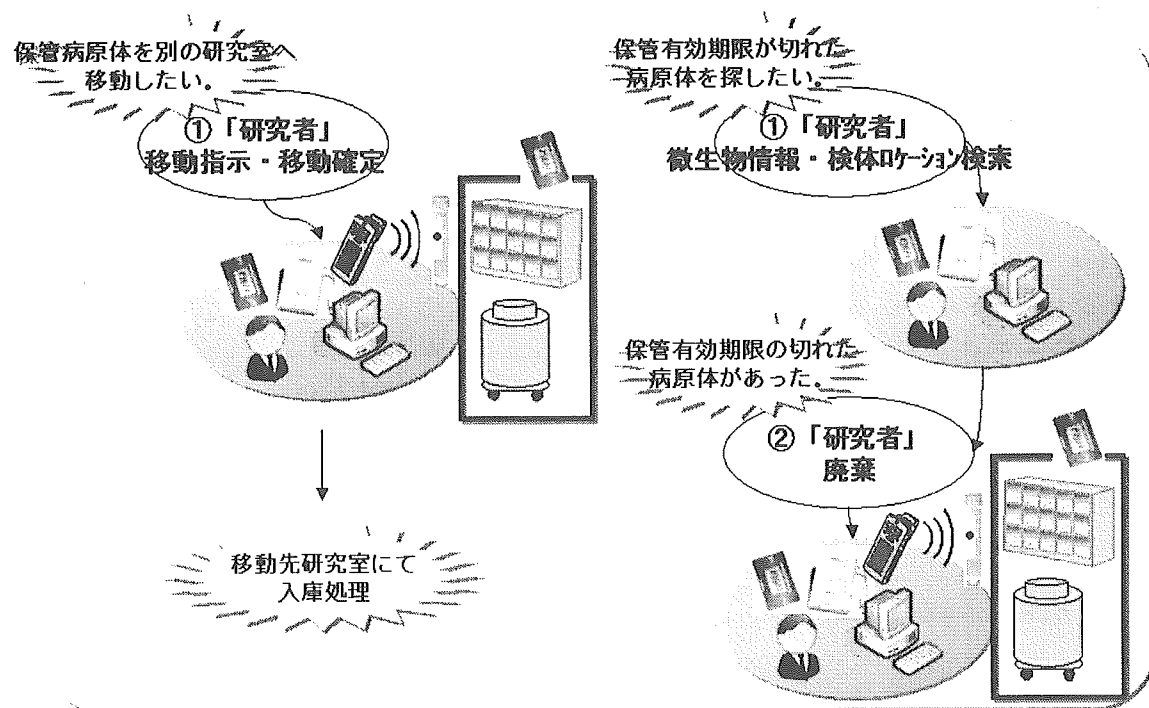 保管病原体を別の研究室へ
移動したい。
①「研究者」
移動指示・移動確定
移動先研究室にて
入庫処理
保管有効期限が切れた
病原体を探したい。
①「研究者」
微生物情報・検体ﾛｹｰｼｮﾝ検索
保管有効期限の切れた
病原体があった。
②「研究者」
廃棄